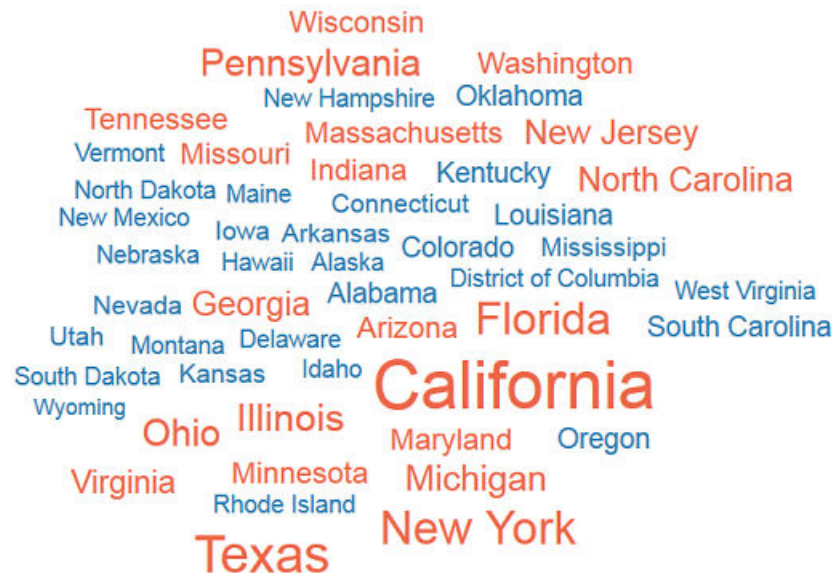 Wisconsin
Pennsylvania Washington
New Hampshire Oklahoma
Tennessee Massachusetts New Jersey
Vermont Missouri Indiana Kentucky North Carolina
North Dakota Maine Connecticut Louisiana
New Mexico Iowa Arkansas Colorado Mississippi
Nebraska Hawaii Alaska District of Columbia
Nevada Georgia Alabama Florida West Virginia
Utah Montana Delaware Arizona South Carolina
South Dakota Kansas Idaho California
Wyoming
Ohio Illinois Maryland Oregon
Virginia Minnesota Michigan
Rhode Island
Texas New York